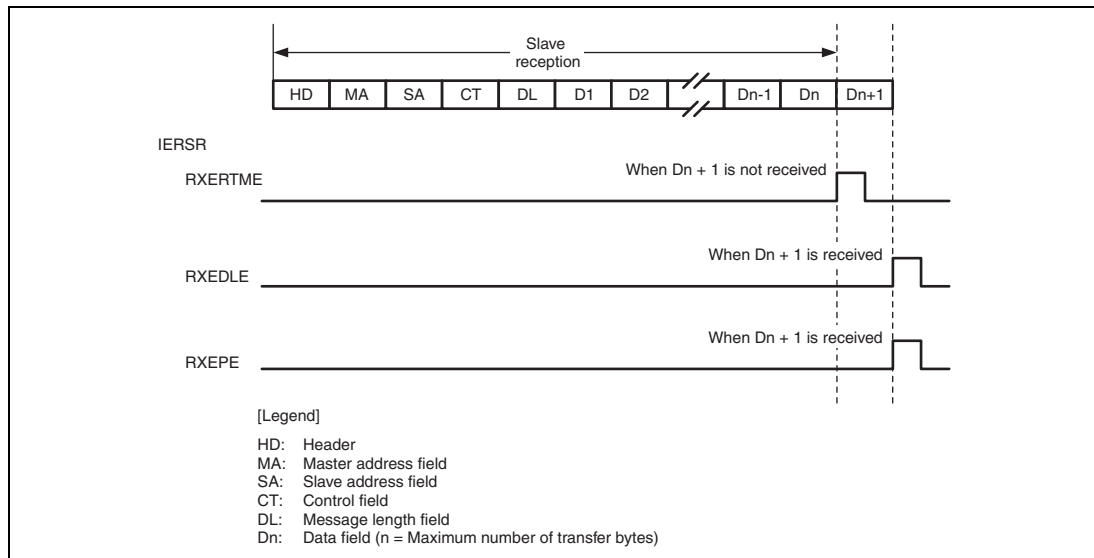 Slave
reception
HD MA SA CT DL D1 D2 Dn-1 Dn Dn+1
IERSR
When Dn + 1 is not received
RXERTME
When Dn + 1 is received
RXEDLE
When Dn + 1 is received
RXEPE
[Legend]
HD: Header
MA: Master address field
SA: Slave address field
CT: Control field
DL: Message length field
Dn: Data field (n = Maximum number of transfer bytes)